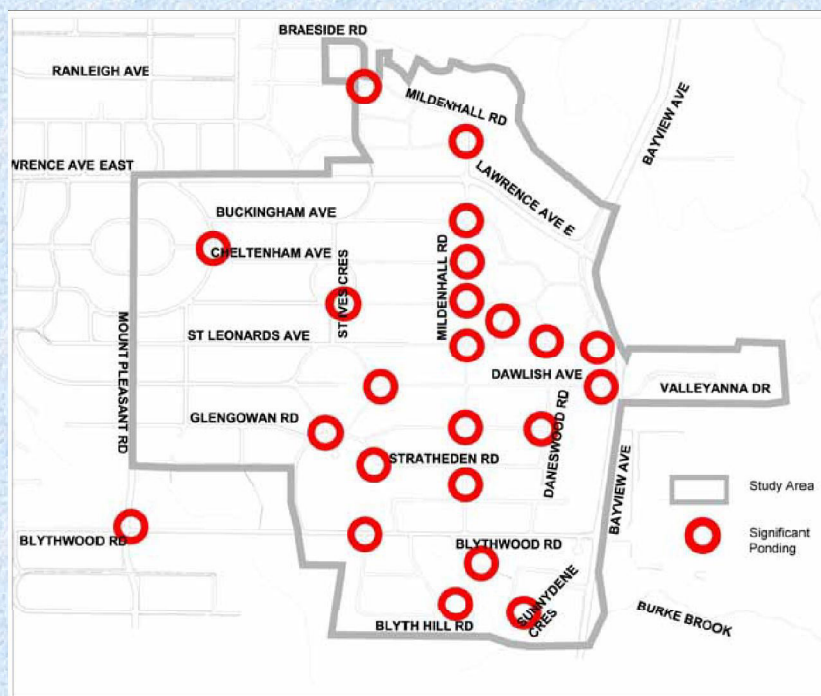 BRAESIDE RD
RANLEIGH AVE
MILDENHALL RD
BAYVIEW AVE
WRENCE AVE EAST
LAWRENCE AVE E
BUCKINGHAM AVE
CHELTENHAM AVE
ST IVES CRES
MILDENHALL RD
MOUNT PLEASANT RD
ST LEONARDS AVE
DAWLISH AVE
VALLEYANNA DR
GLENGOWAN RD
DANESWOOD RD
STRATHEDEN RD
BAYVIEW AVE
Study Area
Significant
Ponding
BLYTHWOOD RD
BLYTHWOOD RD
SUNNYDENE
CRES
BLYTH HILL RD
BURKE BROOK